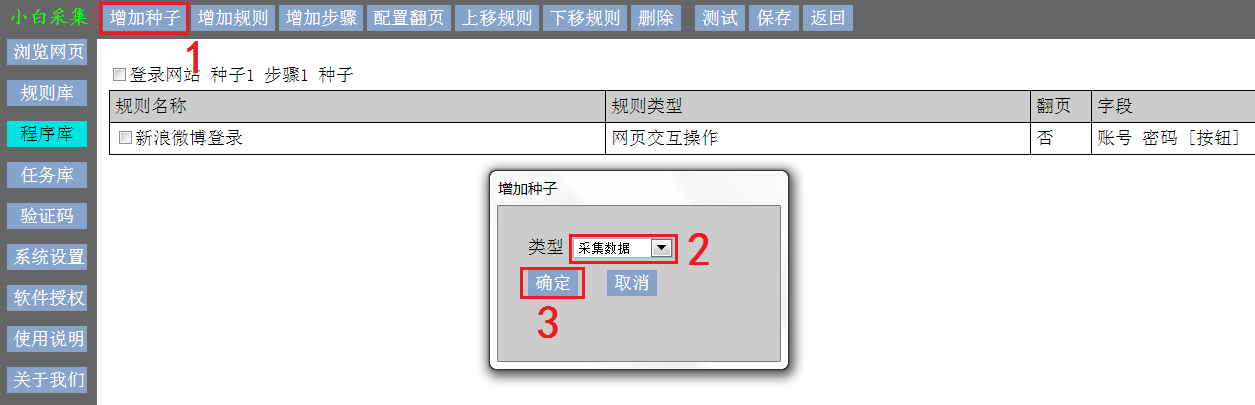 小白采集 增加种子 增加规则 增加步骤 配置翻页 上移规则 下移规则 删除 测试 保存 返回
1
浏览网页
规则库
程序库
任务库
验证码
系统设置
软件授权
使用说明
关于我们
登录网站 种子1 步骤1 种子
规则名称 规则类型 翻页 字段
新浪微博登录 网页交互操作 否 账号 密码 [按钮]
增加种子
类型 采集数据 2
确定 取消
3